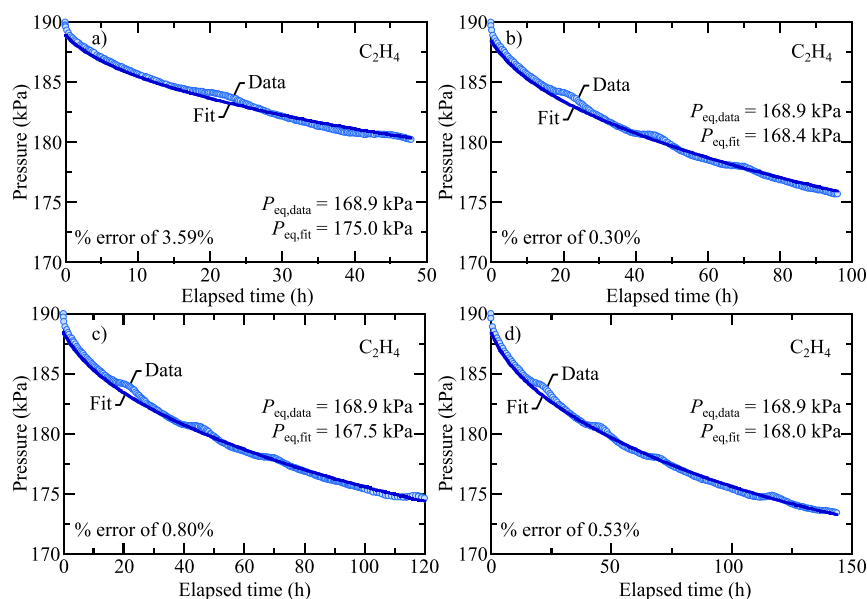 a)
C2H4
Data
Fit
Peq,data = 168.9 kPa
Peq,fit = 175.0 kPa
% error of 3.59%
Pressure (kPa)
190
185
180
175
170
0 10 20 30 40 50
Elapsed time (h)
b)
C2H4
Data
Fit
Peq,data = 168.9 kPa
Peq,fit = 168.4 kPa
% error of 0.30%
Pressure (kPa)
190
185
180
175
170
0 20 40 60 80 100
Elapsed time (h)
c)
C2H4
Data
Fit
Peq,data = 168.9 kPa
Peq,fit = 167.5 kPa
% error of 0.80%
Pressure (kPa)
190
185
180
175
170
0 20 40 60 80 100 120
Elapsed time (h)
d)
C2H4
Data
Fit
Peq,data = 168.9 kPa
Peq,fit = 168.0 kPa
% error of 0.53%
Pressure (kPa)
190
185
180
175
170
0 50 100 150
Elapsed time (h)